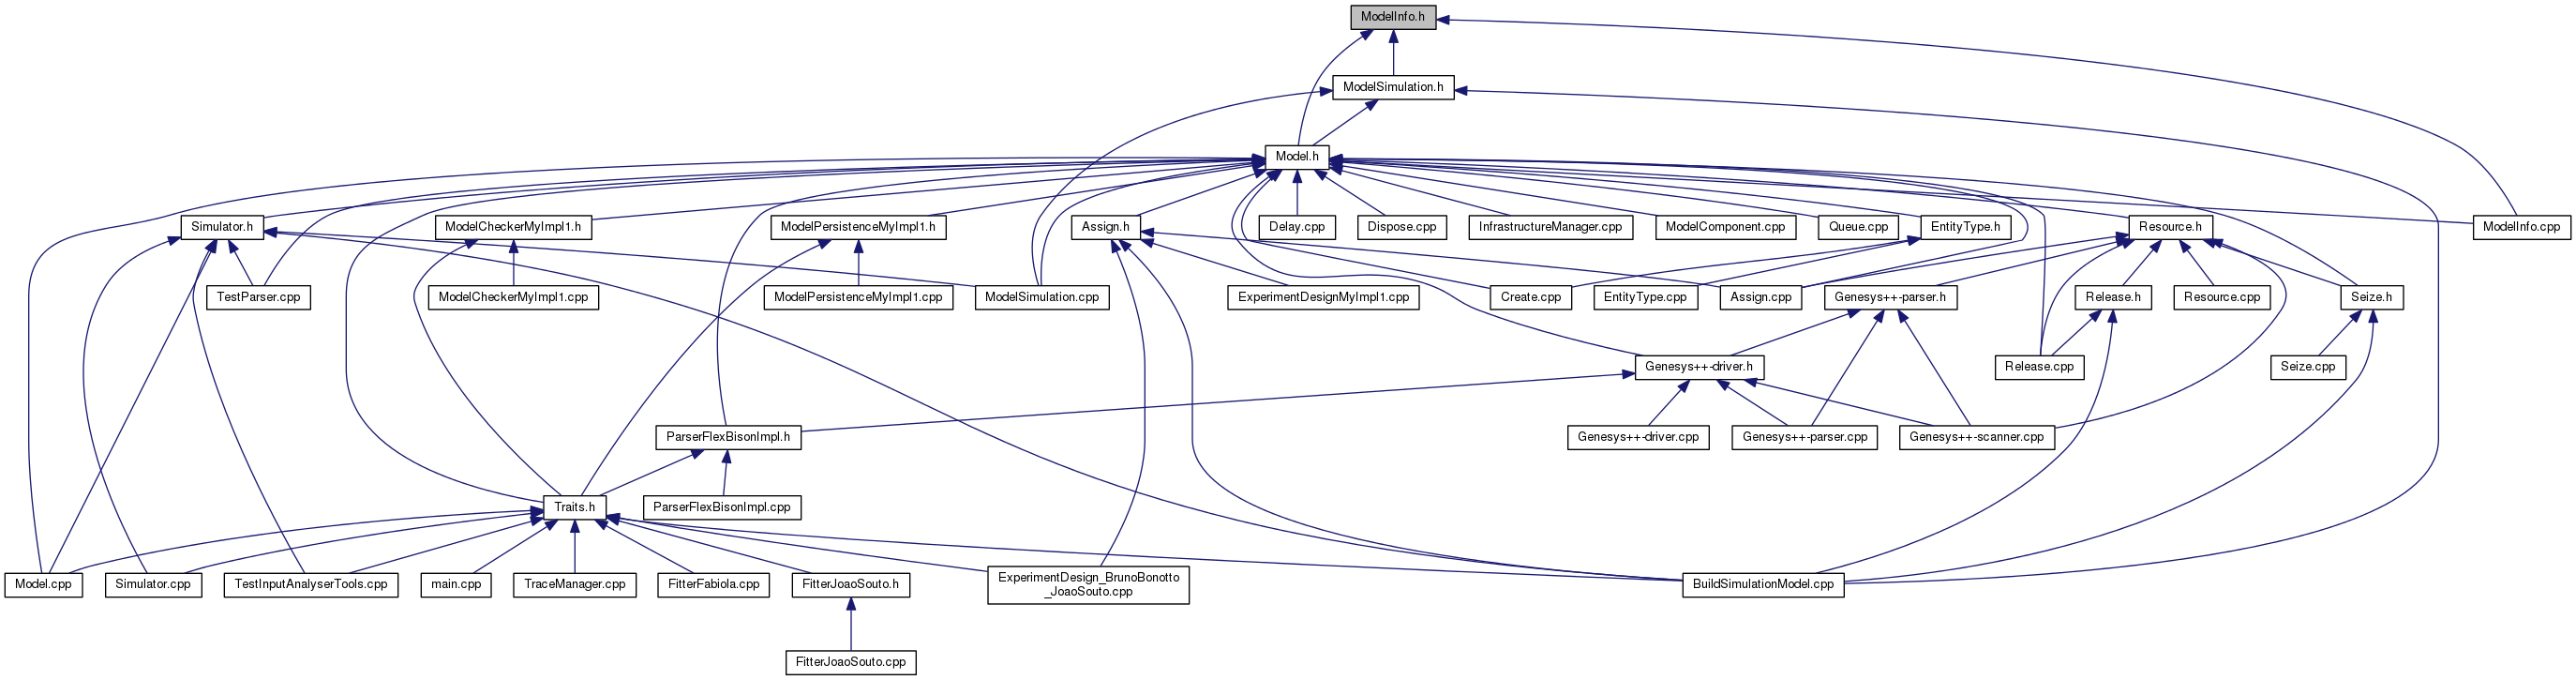 ModelInfo.h
ModelSimulation.h
Model.h
Simulator.h
ModelCheckerMyImpl1.h
ModelPersistenceMyImpl1.h
Assign.h
Delay.cpp
Dispose.cpp
InfrastructureManager.cpp
ModelComponent.cpp
Queue.cpp
EntityType.h
Resource.h
ModelInfo.cpp
TestParser.cpp
ModelCheckerMyImpl1.cpp
ModelPersistenceMyImpl1.cpp
ModelSimulation.cpp
ExperimentDesignMyImpl1.cpp
Create.cpp
EntityType.cpp
Assign.cpp
Genesys++-parser.h
Release.h
Resource.cpp
Seize.h
Genesys++-driver.h
Release.cpp
Seize.cpp
ParserFlexBisonImpl.h
Genesys++-driver.cpp
Genesys++-parser.cpp
Genesys++-scanner.cpp
Traits.h
ParserFlexBisonImpl.cpp
Model.cpp
Simulator.cpp
TestInputAnalyserTools.cpp
main.cpp
TraceManager.cpp
FitterFabiola.cpp
FitterJoaoSouto.h
ExperimentDesign_BrunoBonotto
_JoaoSouto.cpp
BuildSimulationModel.cpp
FitterJoaoSouto.cpp